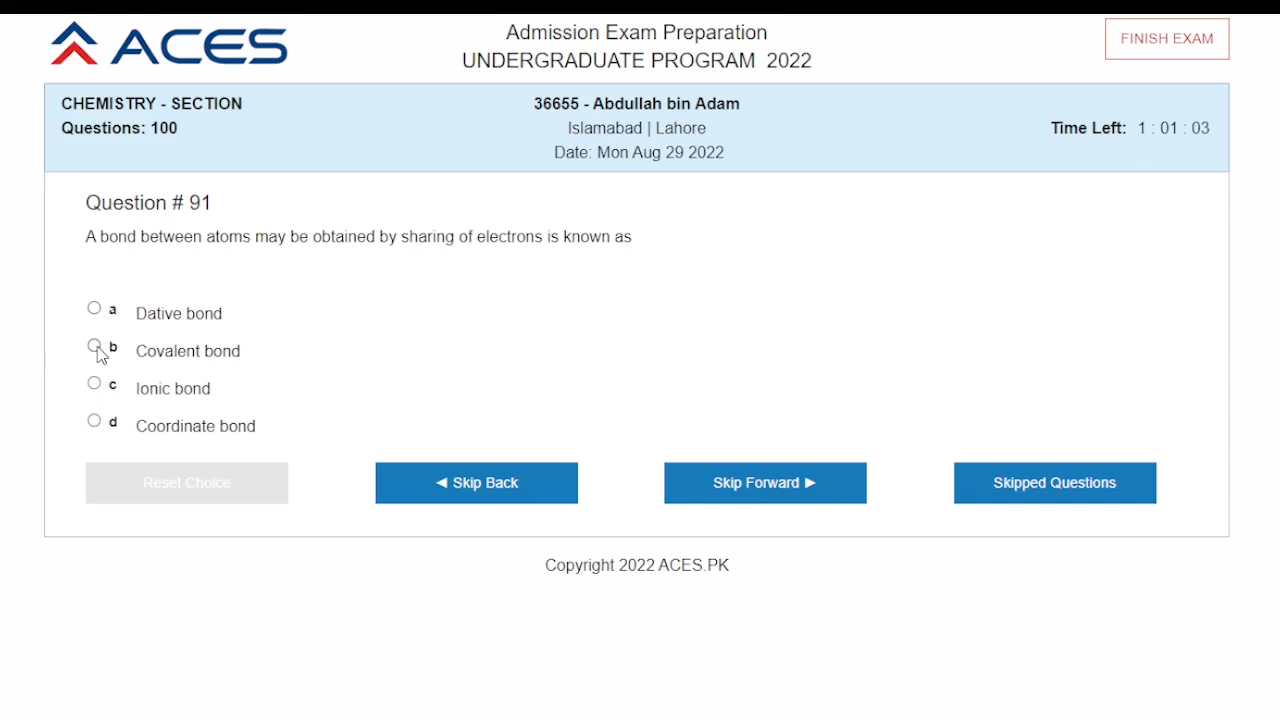 ACES
Admission Exam Preparation
UNDERGRADUATE PROGRAM 2022
FINISH EXAM
CHEMISTRY - SECTION
Questions: 100
36655 - Abdullah bin Adam
Islamabad | Lahore
Date: Mon Aug 29 2022
Time Left: 1 : 01 : 03
Question # 91
A bond between atoms may be obtained by sharing of electrons is known as
a Dative bond
b Covalent bond
c Ionic bond
d Coordinate bond
Reset Choice
◄ Skip Back
Skip Forward ►
Skipped Questions
Copyright 2022 ACES.PK